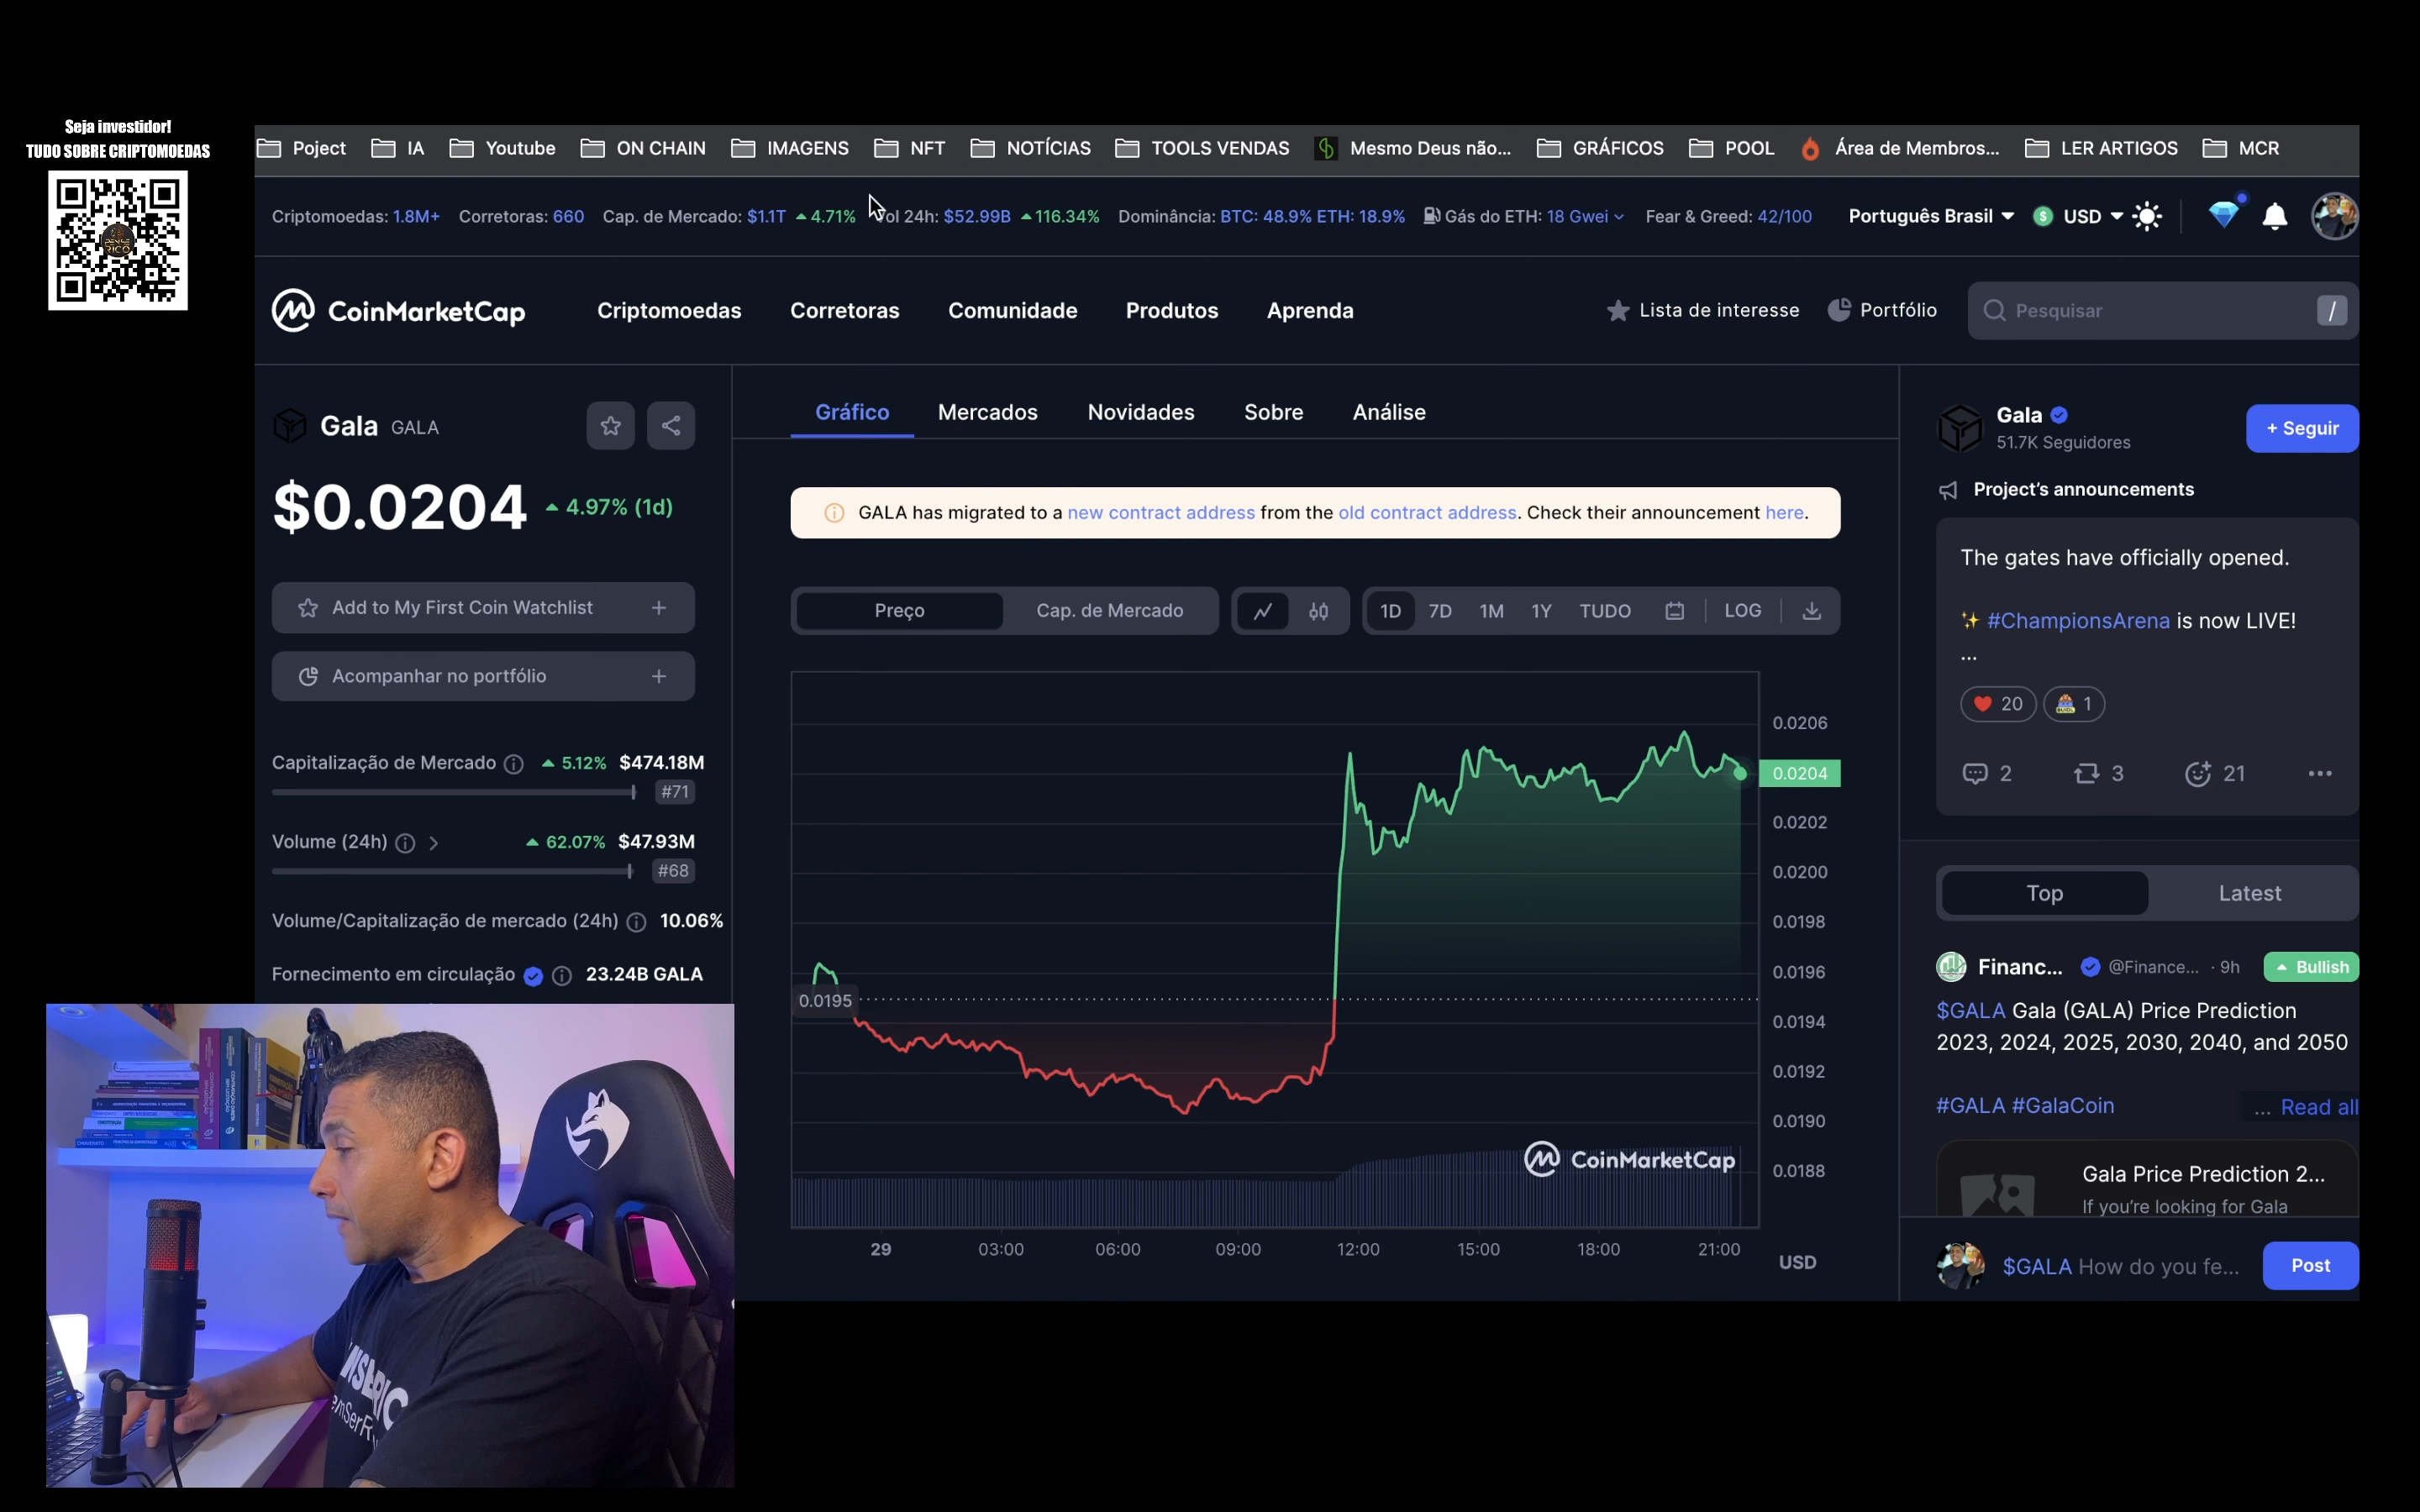 Seja investidor!
TUDO SOBRE CRIPTOMOEDAS
Poject IA Youtube ON CHAIN IMAGENS NFT NOTÍCIAS TOOLS VENDAS Mesmo Deus não... GRÁFICOS POOL Área de Membros... LER ARTIGOS MCR
Criptomoedas: 1.8M+ Corretoras: 660 Cap. de Mercado: $1.1T 4.71% Vol 24h: $52.99B 116.34% Dominância: BTC: 48.9% ETH: 18.9% Gás do ETH: 18 Gwei Fear & Greed: 42/100 Português Brasil USD
CoinMarketCap Criptomoedas Corretoras Comunidade Produtos Aprenda Lista de interesse Portfólio Pesquisar /
Gala GALA
$0.0204 4.97% (1d)
Add to My First Coin Watchlist +
Acompanhar no portfólio +
Capitalização de Mercado 5.12% $474.18M
#71
Volume (24h) 62.07% $47.93M
#68
Volume/Capitalização de mercado (24h) 10.06%
Fornecimento em circulação 23.24B GALA
Gráfico Mercados Novidades Sobre Análise
GALA has migrated to a new contract address from the old contract address. Check their announcement here.
Preço Cap. de Mercado 1D 7D 1M 1Y TUDO LOG
0.0206
0.0204
0.0202
0.0200
0.0198
0.0196
0.0195
0.0194
0.0192
0.0190
0.0188
CoinMarketCap
29 03:00 06:00 09:00 12:00 15:00 18:00 21:00
USD
Gala
51.7K Seguidores
+ Seguir
Project's announcements
The gates have officially opened.
✨ #ChampionsArena is now LIVE!
...
❤️ 20 1
2 3 21
Top Latest
Financ... @Finance... · 9h Bullish
$GALA Gala (GALA) Price Prediction
2023, 2024, 2025, 2030, 2040, and 2050
#GALA #GalaCoin ... Read all
Gala Price Prediction 2...
If you're looking for Gala
$GALA How do you fe... Post